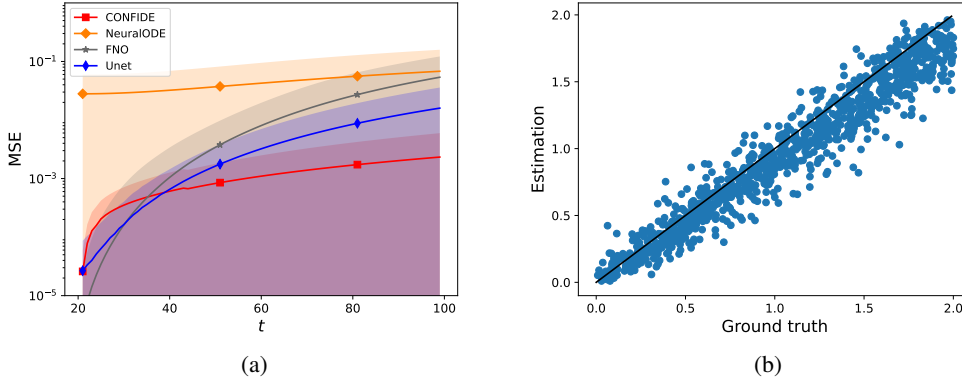 CONFIDE
NeuralODE
FNO
Unet
10⁻¹
10⁻³
10⁻⁵
MSE
20
40
60
80
100
t
(a)
2.0
1.5
1.0
0.5
0.0
Estimation
0.0
0.5
1.0
1.5
2.0
Ground truth
(b)